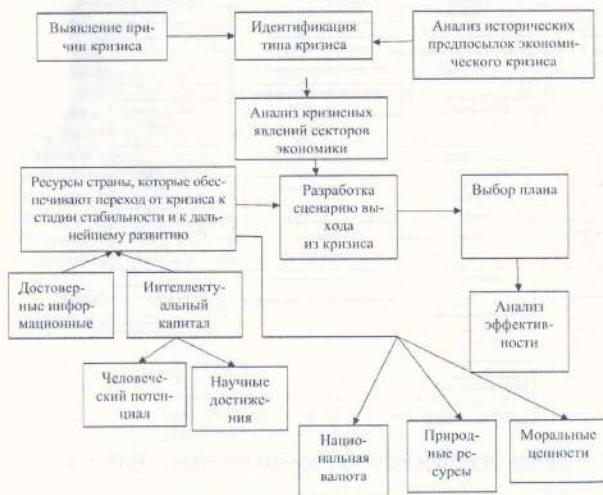 Выявление при-
чин кризиса
Идентификация
типа кризиса
Анализ исторических
предпосылок экономи-
ческого кризиса
Анализ кризисных
явлений секторов
экономики
Ресурсы страны, которые обес-
печивают переход от кризиса к
стадии стабильности и к даль-
нейшему развитию
Разработка
сценарию вы-
хода
из кризиса
Выбор плана
Достовер-
ные инфор-
мационные
Интеллекту-
альный
капитал
Анализ
эффектив-
ности
Человечес-
кий потен-
циал
Научные
достиже-
ния
Нацио-
нальная
валюта
Природ-
ные ре-
сурсы
Моральные
ценности